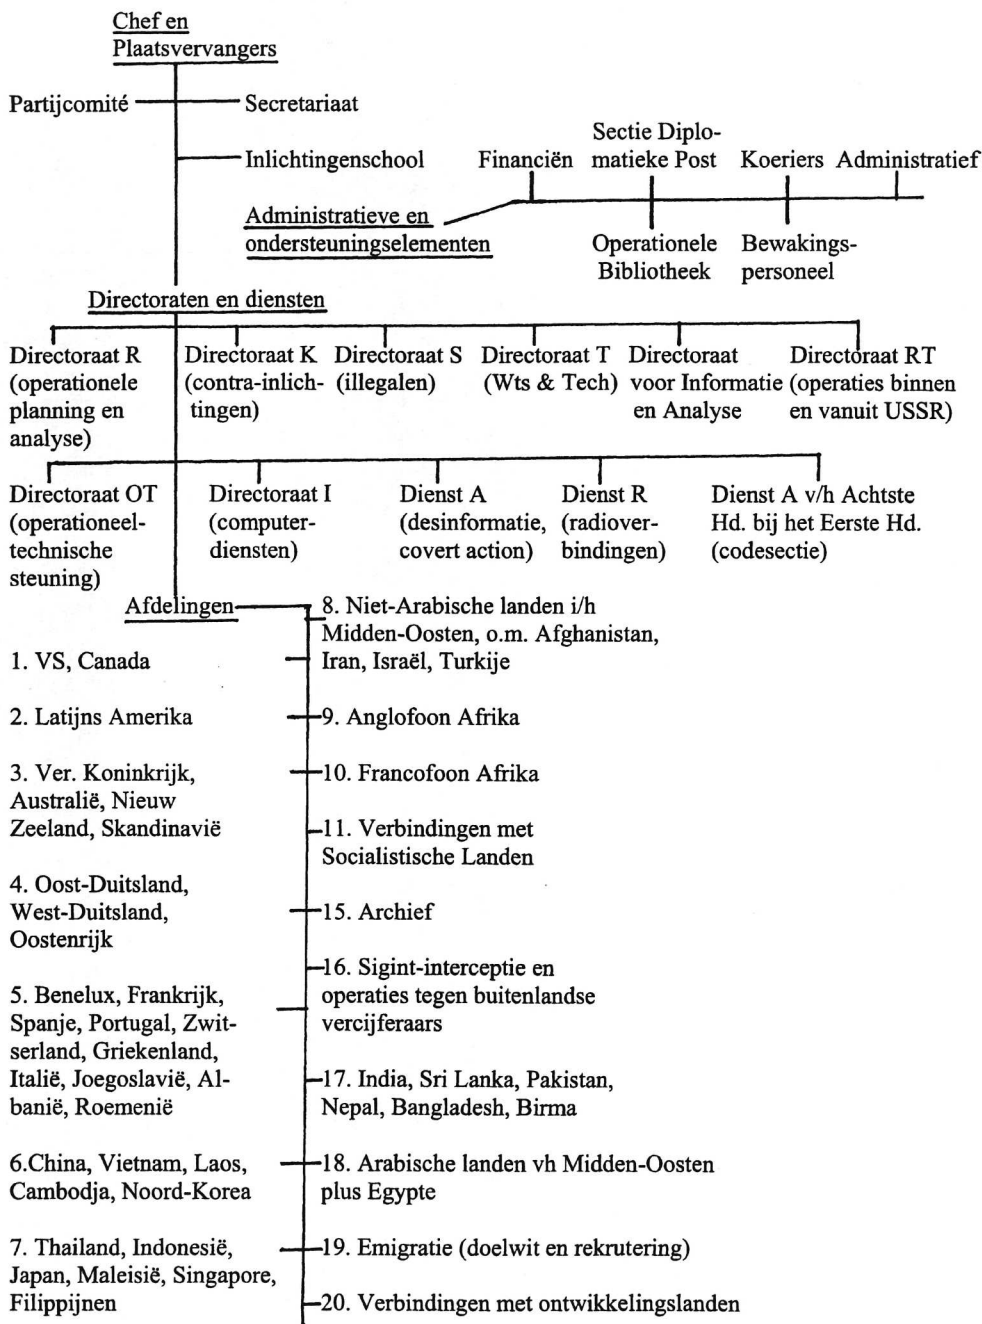 Chef en
Plaatsvervangers
Partijcomité
Secretariaat
Inlichtingenschool
Administratieve en
ondersteuningselementen
Financiën
Sectie Diplo-
matieke Post
Koeriers
Administratief
Operationele
Bibliotheek
Bewakings-
personeel
Directoraten en diensten
Directoraat R
(operationele
planning en
analyse)
Directoraat K
(contra-inlich-
tingen)
Directoraat S
(illegalen)
Directoraat T
(Wts & Tech)
Directoraat
voor Informatie
en Analyse
Directoraat RT
(operaties binnen
en vanuit USSR)
Directoraat OT
(operationeel-
technische
steuning)
Directoraat I
(computer-
diensten)
Dienst A
(desinformatie,
covert action)
Dienst R
(radiover-
bindingen)
Dienst A v/h Achtste
Hd. bij het Eerste Hd.
(codesectie)
Afdelingen
1. VS, Canada
2. Latijns Amerika
3. Ver. Koninkrijk,
Australië, Nieuw
Zeeland, Skandinavië
4. Oost-Duitsland,
West-Duitsland,
Oostenrijk
5. Benelux, Frankrijk,
Spanje, Portugal, Zwit-
serland, Griekenland,
Italië, Joegoslavië, Al-
banië, Roemenië
6.China, Vietnam, Laos,
Cambodja, Noord-Korea
7. Thailand, Indonesië,
Japan, Maleisië, Singapore,
Filippijnen
8. Niet-Arabische landen i/h
Midden-Oosten, o.m. Afghanistan,
Iran, Israël, Turkije
9. Anglofoon Afrika
10. Francofoon Afrika
11. Verbindingen met
Socialistische Landen
15. Archief
16. Sigint-interceptie en
operaties tegen buitenlandse
vercijferaars
17. India, Sri Lanka, Pakistan,
Nepal, Bangladesh, Birma
18. Arabische landen vh Midden-Oosten
plus Egypte
19. Emigratie (doelwit en rekrutering)
20. Verbindingen met ontwikkelingslanden